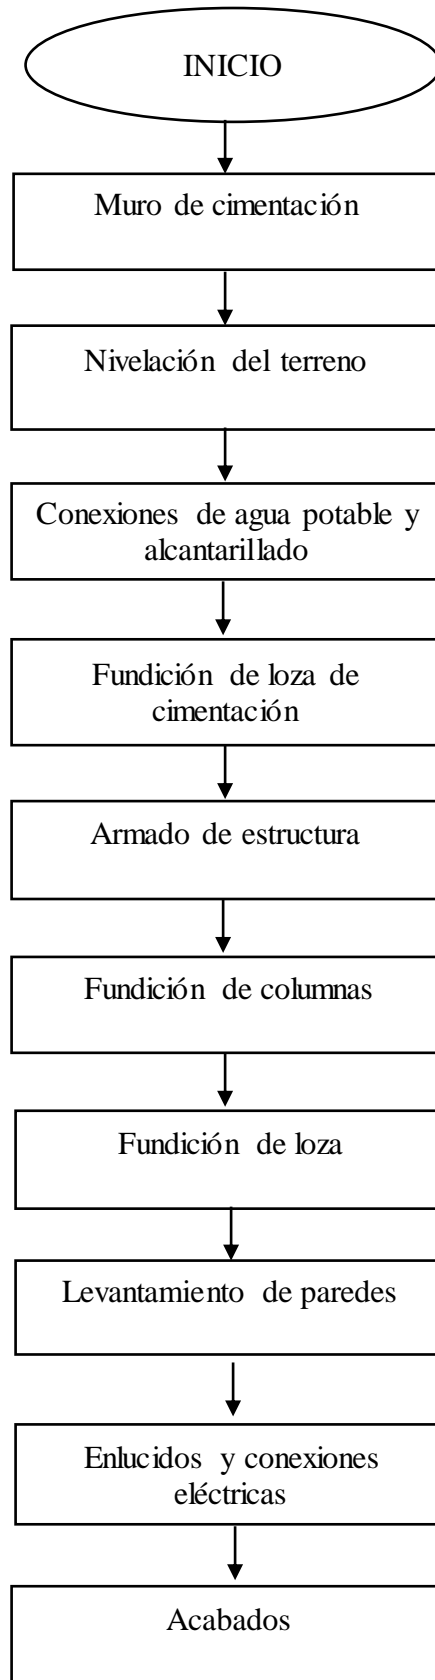 INICIO
Muro de cimentación
Nivelación del terreno
Conexiones de agua potable y
alcantarillado
Fundición de loza de
cimentación
Armado de estructura
Fundición de columnas
Fundición de loza
Levantamiento de paredes
Enlucidos y conexiones
eléctricas
Acabados